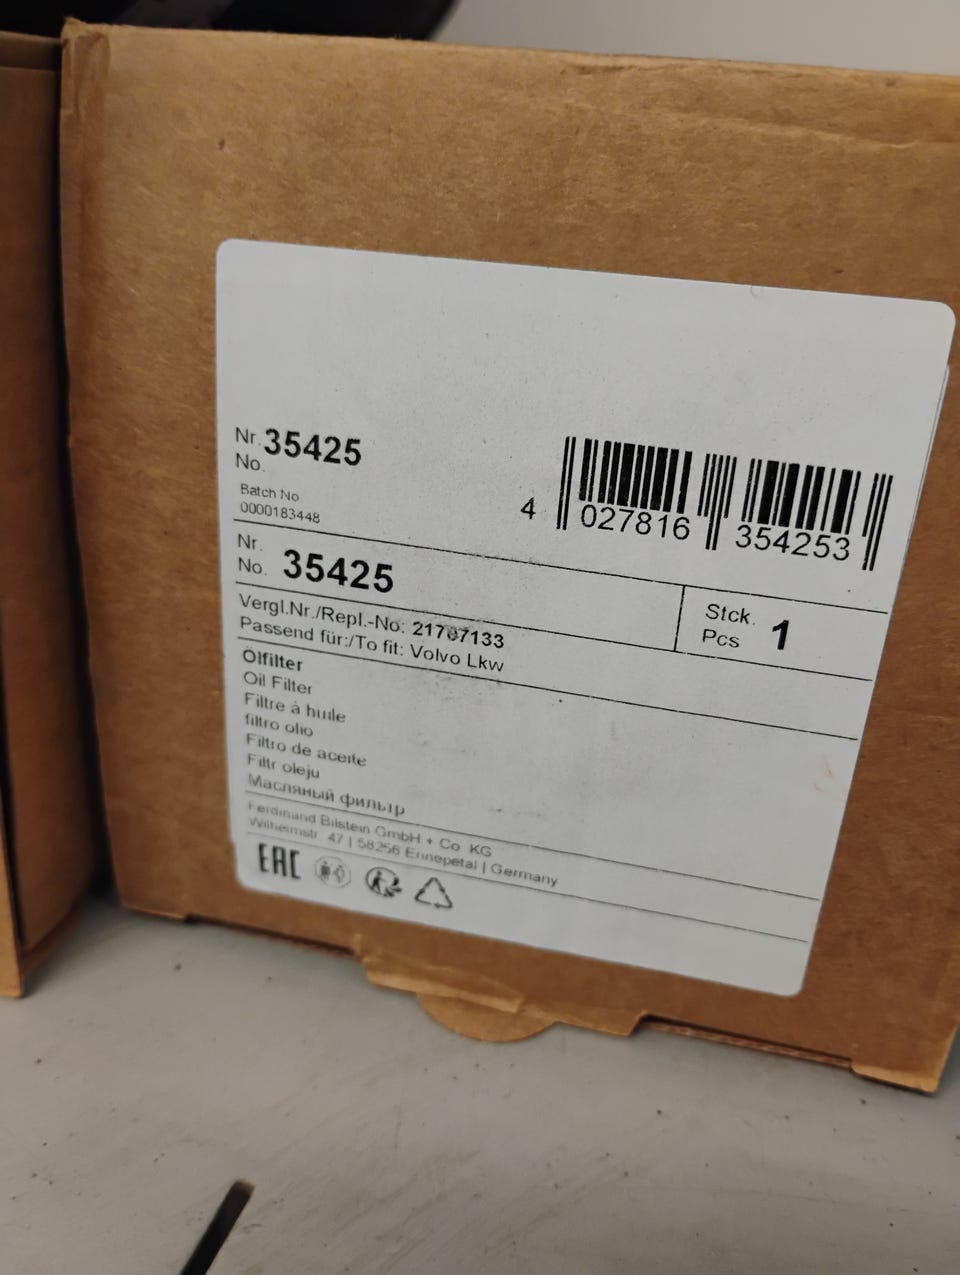 Nr. 35425
No.
Batch No
0000183448
4 027816 354253
Nr.
No. 35425
Stck.
Pcs 1
Vergl.Nr./Repl.-No: 21707133
Passend für:/To fit: Volvo Lkw
Ölfilter
Oil Filter
Filtre à huile
filtro olio
Filtro de aceite
Filtr oleju
Масляный фильтр
Ferdinand Bilstein GmbH + Co. KG
Wilhelmstr. 47 | 58256 Ennepetal | Germany
EAC